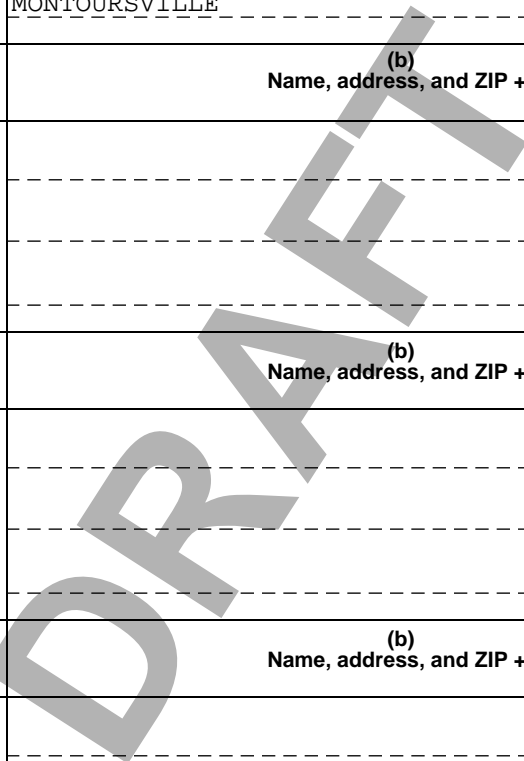 MONTOURSVILLE
(b)
Name, address, and ZIP +
(b)
Name, address, and ZIP +
(b)
Name, address, and ZIP +
DRAFT